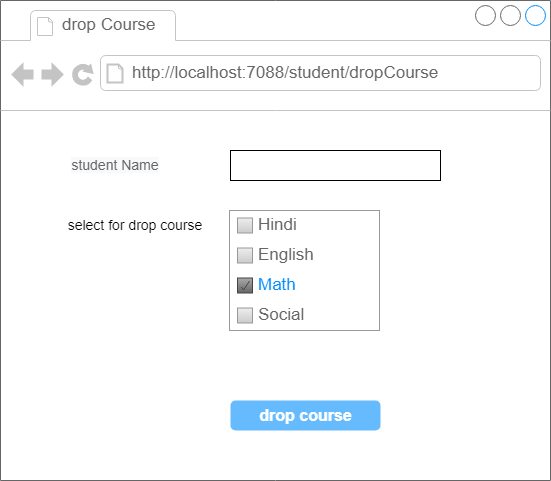 drop Course
http://localhost:7088/student/dropCourse
student Name
select for drop course
Hindi
English
Math
Social
drop course